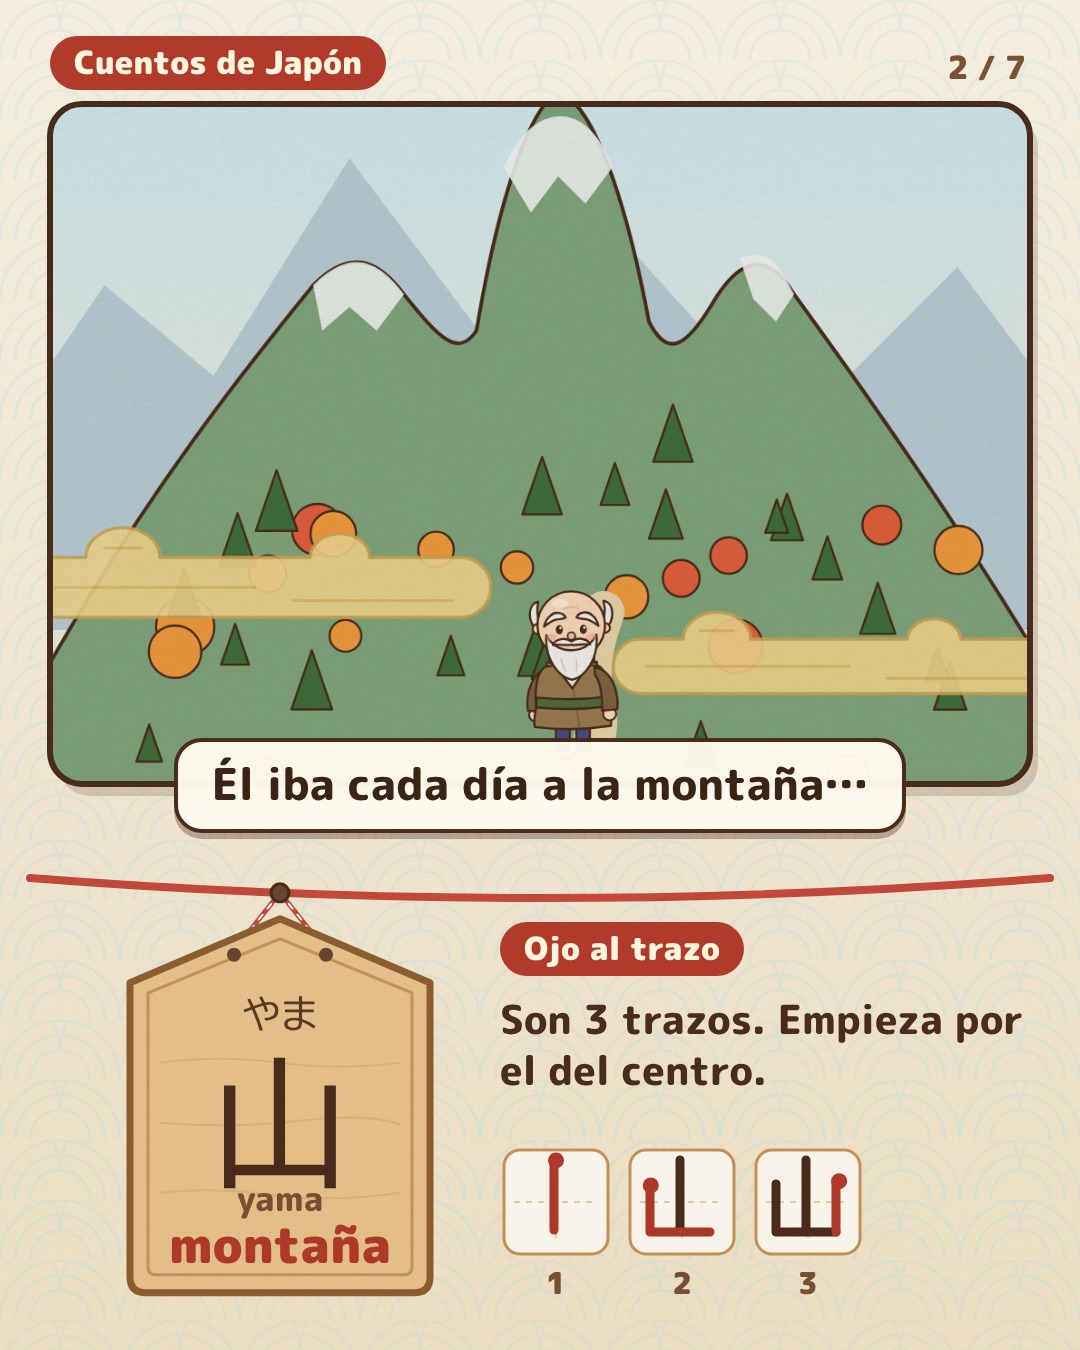 Cuentos de Japón
2 / 7
Él iba cada día a la montaña…
やま
山
yama
montaña
Ojo al trazo
Son 3 trazos. Empieza por
el del centro.
1 2 3